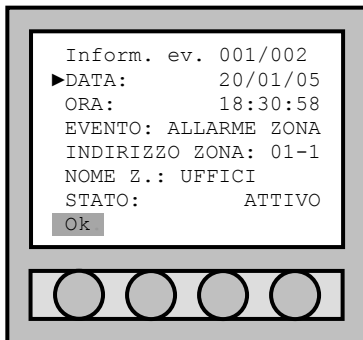 Inform. ev. 001/002
►DATA: 20/01/05
ORA: 18:30:58
EVENTO: ALLARME ZONA
INDIRIZZO ZONA: 01-1
NOME Z.: UFFICI
STATO: ATTIVO
Ok